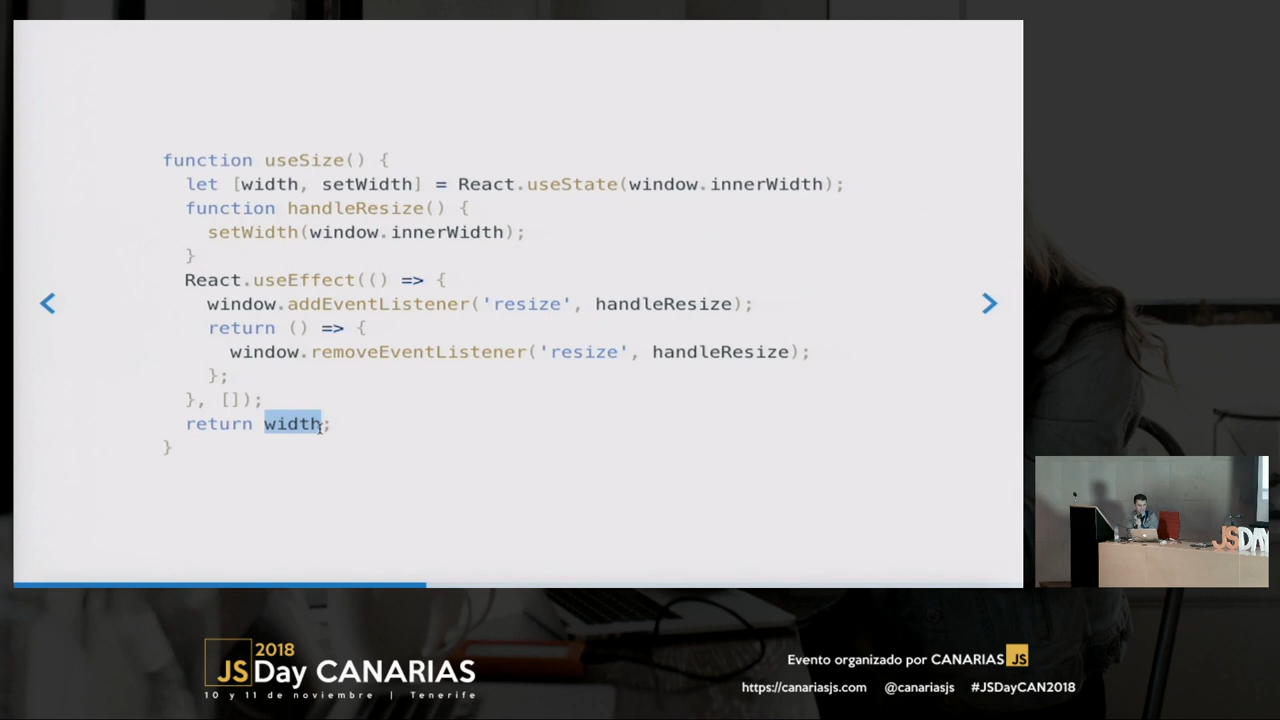 function useSize() {
let [width, setWidth] = React.useState(window.innerWidth);
function handleResize() {
setWidth(window.innerWidth);
}
React.useEffect(() => {
window.addEventListener('resize', handleResize);
return () => {
window.removeEventListener('resize', handleResize);
};
}, []);
return width;
}
JSDAY
2018
JSDay CANARIAS
10 y 11 de noviembre | Tenerife
Evento organizado por CANARIAS JS
https://canariasjs.com @canariasjs #JSDayCAN2018